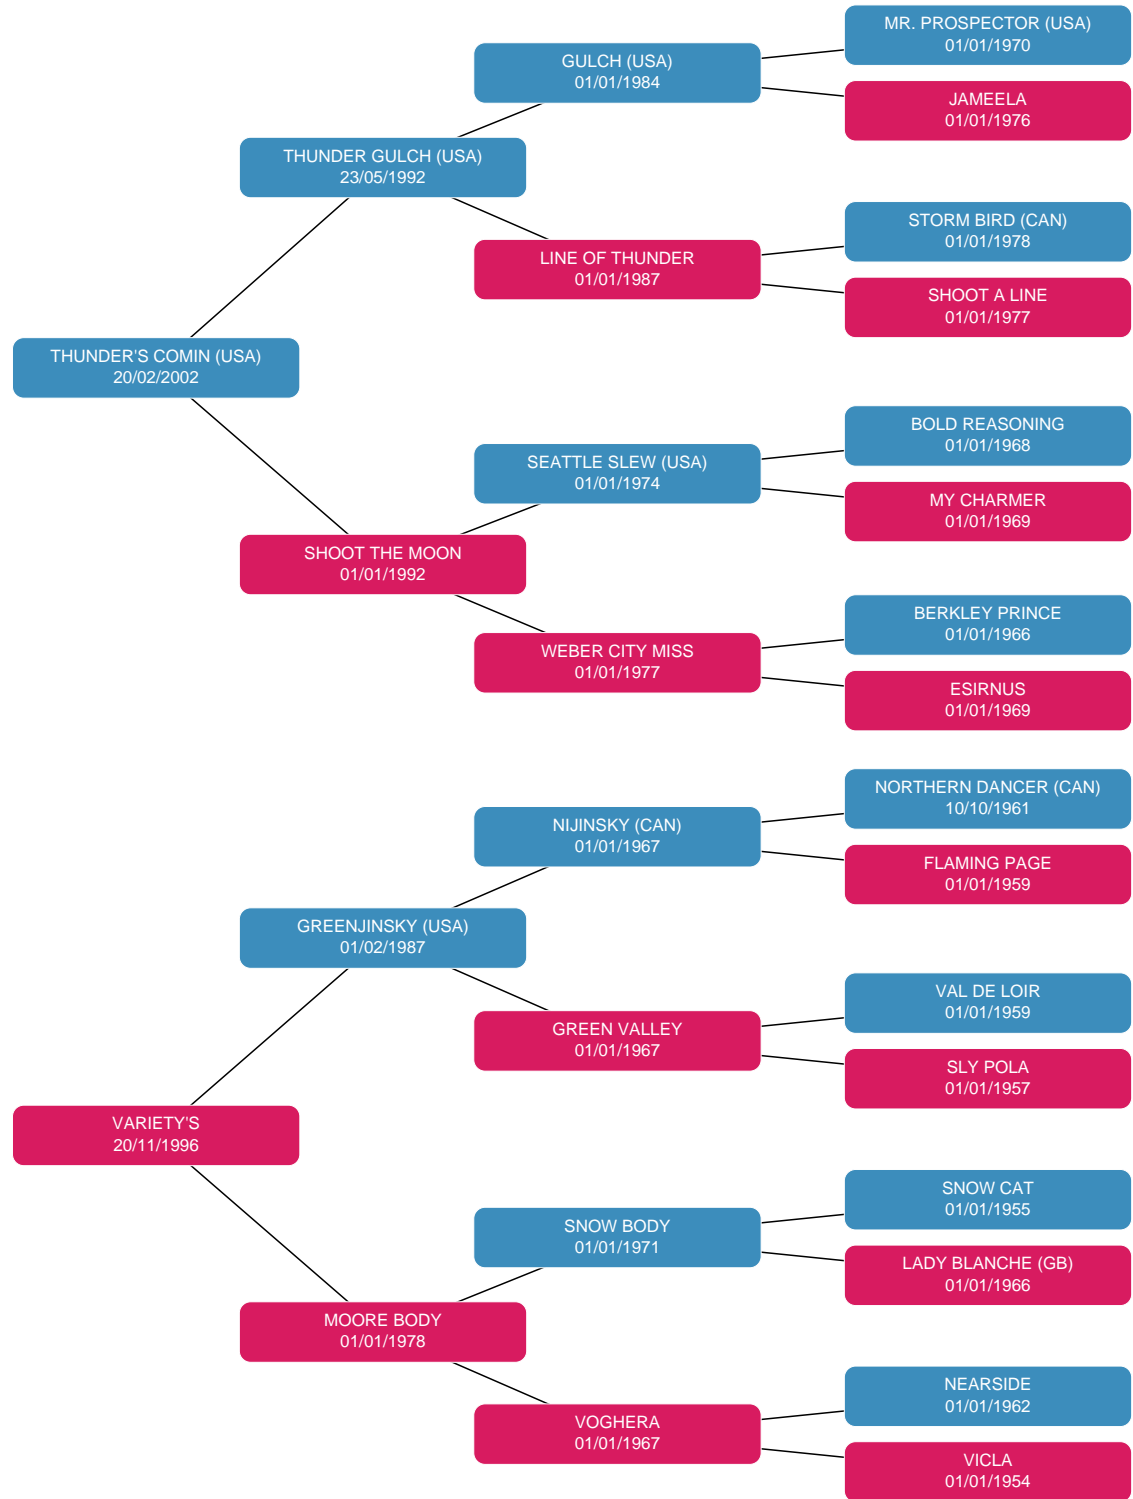 MR. PROSPECTOR (USA)
01/01/1970
GULCH (USA)
01/01/1984
JAMEELA
01/01/1976
THUNDER GULCH (USA)
23/05/1992
STORM BIRD (CAN)
01/01/1978
LINE OF THUNDER
01/01/1987
SHOOT A LINE
01/01/1977
THUNDER'S COMIN (USA)
20/02/2002
BOLD REASONING
01/01/1968
SEATTLE SLEW (USA)
01/01/1974
MY CHARMER
01/01/1969
SHOOT THE MOON
01/01/1992
BERKLEY PRINCE
01/01/1966
WEBER CITY MISS
01/01/1977
ESIRNUS
01/01/1969
NORTHERN DANCER (CAN)
10/10/1961
NIJINSKY (CAN)
01/01/1967
FLAMING PAGE
01/01/1959
GREENJINSKY (USA)
01/02/1987
VAL DE LOIR
01/01/1959
GREEN VALLEY
01/01/1967
SLY POLA
01/01/1957
VARIETY'S
20/11/1996
SNOW CAT
01/01/1955
SNOW BODY
01/01/1971
LADY BLANCHE (GB)
01/01/1966
MOORE BODY
01/01/1978
NEARSIDE
01/01/1962
VOGHERA
01/01/1967
VICLA
01/01/1954